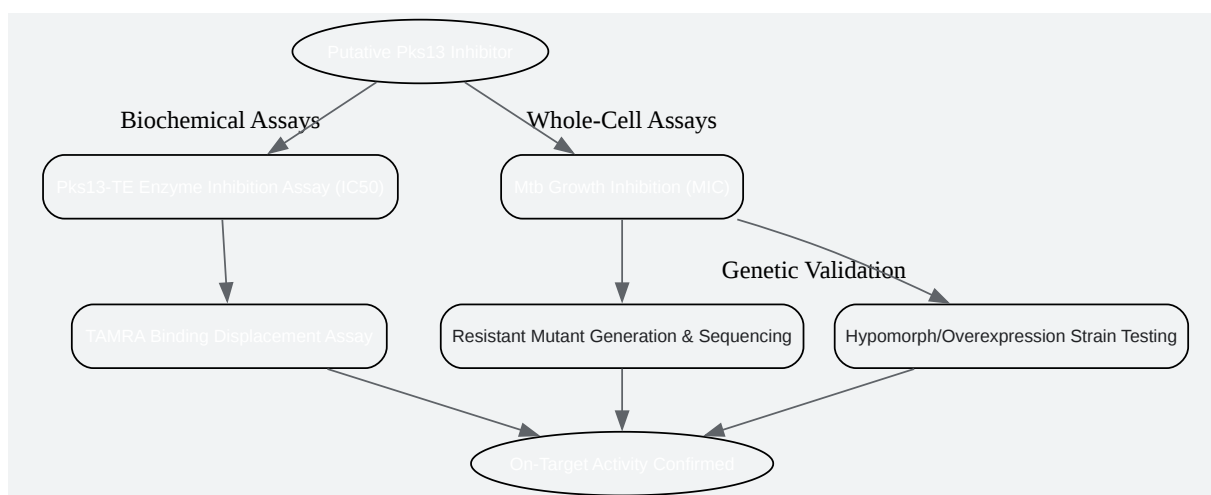 Putative Pks13 Inhibitor
Biochemical Assays
Whole-Cell Assays
Pks13-TE Enzyme Inhibition Assay (IC50)
Mtb Growth Inhibition (MIC)
Genetic Validation
TAMRA Binding Displacement Assay
Resistant Mutant Generation & Sequencing
Hypomorph/Overexpression Strain Testing
On-Target Activity Confirmed